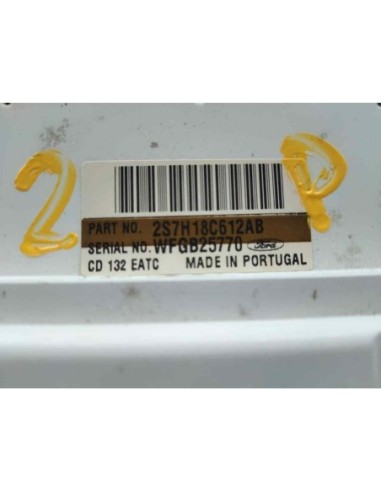 2 P
PART NO. 2S7H18C612AB
SERIAL NO. WFGB25770 Ford
CD 132 EATC MADE IN PORTUGAL